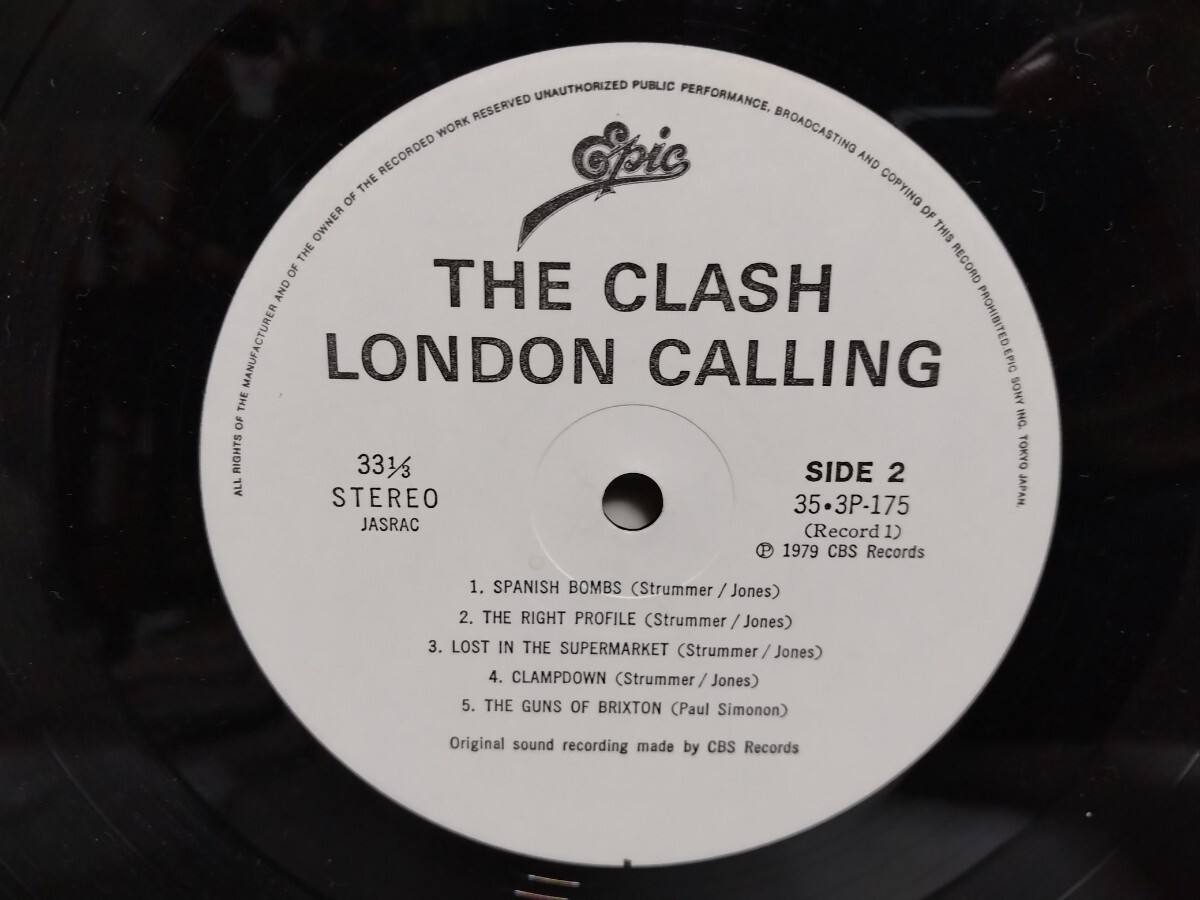 ALL RIGHTS OF THE MANUFACTURER AND OF THE OWNER OF THE RECORDED WORK RESERVED UNAUTHORIZED PUBLIC PERFORMANCE, BROADCASTING AND COPYING OF THIS RECORD PROHIBITED. EPIC SONY INC. TOKYO JAPAN.
Epic
THE CLASH
LONDON CALLING
33⅓
STEREO
JASRAC
SIDE 2
35•3P-175
(Record 1)
Ⓟ 1979 CBS Records
1. SPANISH BOMBS (Strummer / Jones)
2. THE RIGHT PROFILE (Strummer / Jones)
3. LOST IN THE SUPERMARKET (Strummer / Jones)
4. CLAMPDOWN (Strummer / Jones)
5. THE GUNS OF BRIXTON (Paul Simonon)
Original sound recording made by CBS Records